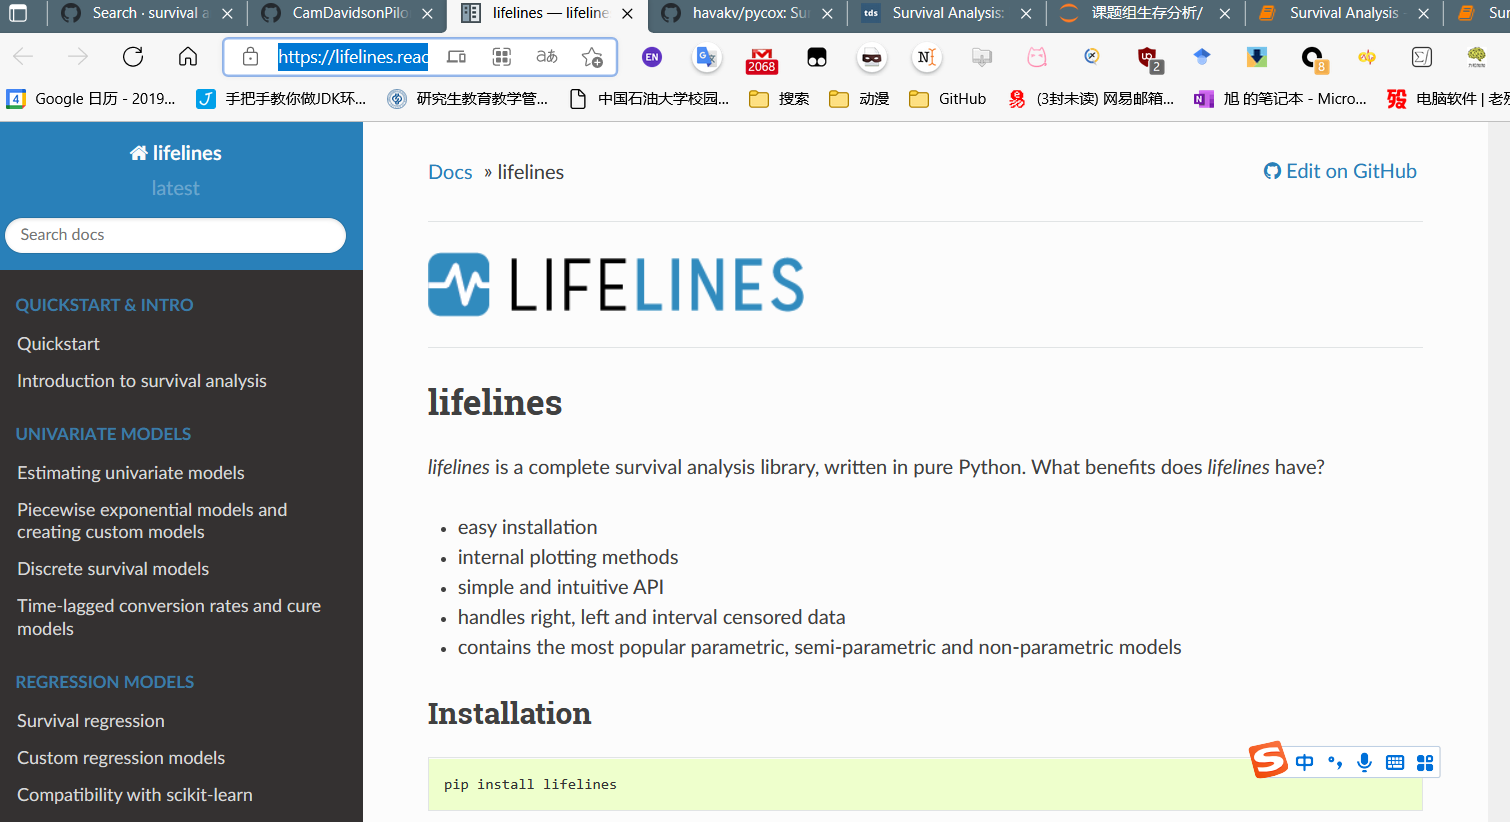 Search · survival a
CamDavidsonPilo
lifelines — lifeline
havakv/pycox: Su
tds
Survival Analysis:
课题组生存分析/
Survival Analysis
Sur
https://lifelines.read
aあ
EN
2068
2
8
4
Google 日历 - 2019...
手把手教你做JDK环...
研究生教育教学管...
中国石油大学校园...
搜索
动漫
GitHub
(3封未读) 网易邮箱...
旭 的笔记本 - Micro...
电脑软件 | 老殁
lifelines
latest
Search docs
QUICKSTART & INTRO
Quickstart
Introduction to survival analysis
UNIVARIATE MODELS
Estimating univariate models
Piecewise exponential models and
creating custom models
Discrete survival models
Time-lagged conversion rates and cure
models
REGRESSION MODELS
Survival regression
Custom regression models
Compatibility with scikit-learn
Docs » lifelines
Edit on GitHub
LIFELINES
lifelines
lifelines is a complete survival analysis library, written in pure Python. What benefits does lifelines have?
• easy installation
• internal plotting methods
• simple and intuitive API
• handles right, left and interval censored data
• contains the most popular parametric, semi-parametric and non-parametric models
Installation
pip install lifelines
中